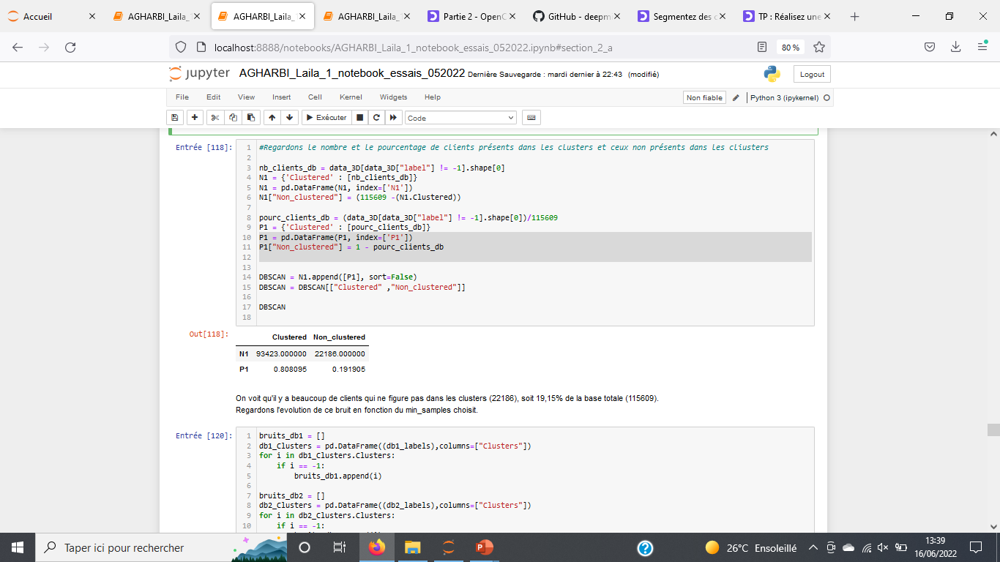 Accueil
AGHARBI_Laila_1
AGHARBI_Laila_
AGHARBI_Laila_1
Partie 2 - OpenC
GitHub - deepm
Segmentez des c
TP : Réalisez une
localhost:8888/notebooks/AGHARBI_Laila_1_notebook_essais_052022.ipynb#section_2_a
80 %
jupyter AGHARBI_Laila_1_notebook_essais_052022 Dernière Sauvegarde : mardi dernier à 22:43 (modifié)
Logout
File Edit View Insert Cell Kernel Widgets Help
Non fiable
Python 3 (ipykernel)
Exécuter
Code
Entrée [118]:
1 #Regardons le nombre et le pourcentage de clients présents dans les clusters et ceux non présents dans les cliusters
2
3 nb_clients_db = data_3D[data_3D["label"] != -1].shape[0]
4 N1 = {'Clustered' : [nb_clients_db]}
5 N1 = pd.DataFrame(N1, index=['N1'])
6 N1["Non_clustered"] = (115609 -(N1.Clustered))
7
8 pourc_clients_db = (data_3D[data_3D["label"] != -1].shape[0])/115609
9 P1 = {'Clustered' : [pourc_clients_db]}
10 P1 = pd.DataFrame(P1, index=['P1'])
11 P1["Non_clustered"] = 1 - pourc_clients_db
12
13
14 DBSCAN = N1.append([P1], sort=False)
15 DBSCAN = DBSCAN[["Clustered" ,"Non_clustered"]]
16
17 DBSCAN
18
Out[118]:
Clustered Non_clustered
N1 93423.000000 22186.000000
P1 0.808095 0.191905
On voit qu'il y a beaucoup de clients qui ne figure pas dans les clusters (22186), soit 19,15% de la base totale (115609).
Regardons l'evolution de ce bruit en fonction du min_samples choisit.
Entrée [120]:
1 bruits_db1 = []
2 db1_Clusters = pd.DataFrame((db1_labels),columns=["Clusters"])
3 for i in db1_Clusters.Clusters:
4 if i == -1:
5 bruits_db1.append(i)
6
7 bruits_db2 = []
8 db2_Clusters = pd.DataFrame((db2_labels),columns=["Clusters"])
9 for i in db2_Clusters.Clusters:
10 if i == -1:
Taper ici pour rechercher
26°C Ensoleillé
13:39
16/06/2022